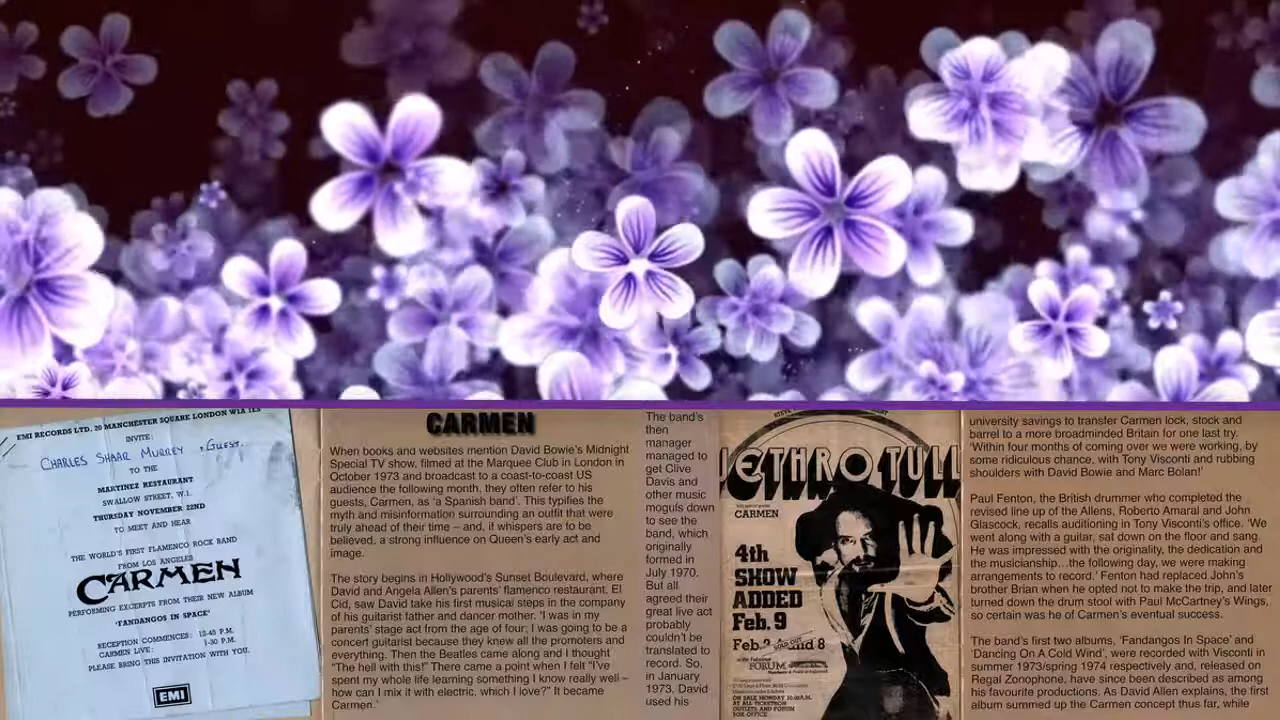 EMI RECORDS LTD. 20 MANCHESTER SQUARE LONDON W1A 1ES
INVITE:
CHARLES SHAAR MURREY + Guest.
TO THE
MARTINEZ RESTAURANT
SWALLOW STREET, W.1.
THURSDAY NOVEMBER 22ND
TO MEET AND HEAR
THE WORLD'S FIRST FLAMENCO ROCK BAND
FROM LOS ANGELES
CARMEN
PERFORMING EXCERPTS FROM THEIR NEW ALBUM
'FANDANGOS IN SPACE'
RECEPTION COMMENCES: 12.45 P.M.
CARMEN LIVE: 1.30 P.M.
PLEASE BRING THIS INVITATION WITH YOU.
EMI
CARMEN
When books and websites mention David Bowie's Midnight
Special TV show, filmed at the Marquee Club in London in
October 1973 and broadcast to a coast-to-coast US
audience the following month, they often refer to his
guests, Carmen, as 'a Spanish band'. This typifies the
myth and misinformation surrounding an outfit that were
truly ahead of their time – and, if whispers are to be
believed, a strong influence on Queen's early act and
image.
The story begins in Hollywood's Sunset Boulevard, where
David and Angela Allen's parents' flamenco restaurant, El
Cid, saw David take his first musical steps in the company
of his guitarist father and dancer mother. 'I was in my
parents' stage act from the age of four; I was going to be a
concert guitarist because they knew all the promoters and
everything. Then the Beatles came along and I thought
"The hell with this!" There came a point when I felt "I've
spent my whole life learning something I know really well –
how can I mix it with electric, which I love?" It became
Carmen.'
The band's
then
manager
managed to
get Clive
Davis and
other music
moguls down
to see the
band, which
originally
formed in
July 1970.
But all
agreed their
great live act
probably
couldn't be
translated to
record. So,
in January
1973, David
used his
JETHRO TULL
CARMEN
4th
SHOW
ADDED
Feb. 9
Feb. and 8
SOLD OUT
FORUM
ON SALE MONDAY 10:00A.M.
AT ALL TICKETRON
OUTLETS AND FORUM
BOX OFFICE
university savings to transfer Carmen lock, stock and
barrel to a more broadminded Britain for one last try.
'Within four months of coming over we were working, by
some ridiculous chance, with Tony Visconti and rubbing
shoulders with David Bowie and Marc Bolan!'
Paul Fenton, the British drummer who completed the
revised line up of the Allens, Roberto Amaral and John
Glascock, recalls auditioning in Tony Visconti's office. 'We
went along with a guitar, sat down on the floor and sang.
He was impressed with the originality, the dedication and
the musicianship…the following day, we were making
arrangements to record.' Fenton had replaced John's
brother Brian when he opted not to make the trip, and later
turned down the drum stool with Paul McCartney's Wings,
so certain was he of Carmen's eventual success.
The band's first two albums, 'Fandangos In Space' and
'Dancing On A Cold Wind', were recorded with Visconti in
summer 1973/spring 1974 respectively and, released on
Regal Zonophone, have since been described as among
his favourite productions. As David Allen explains, the first
album summed up the Carmen concept thus far, while